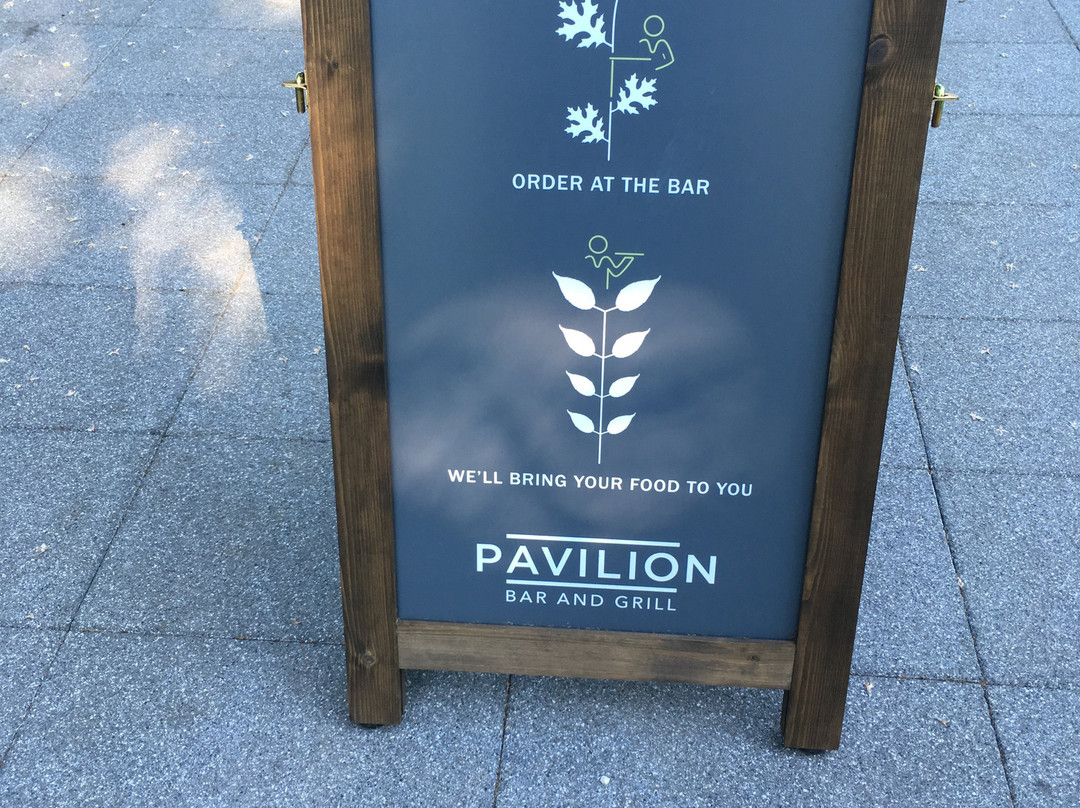 ORDER AT THE BAR
WE'LL BRING YOUR FOOD TO YOU
PAVILION
BAR AND GRILL